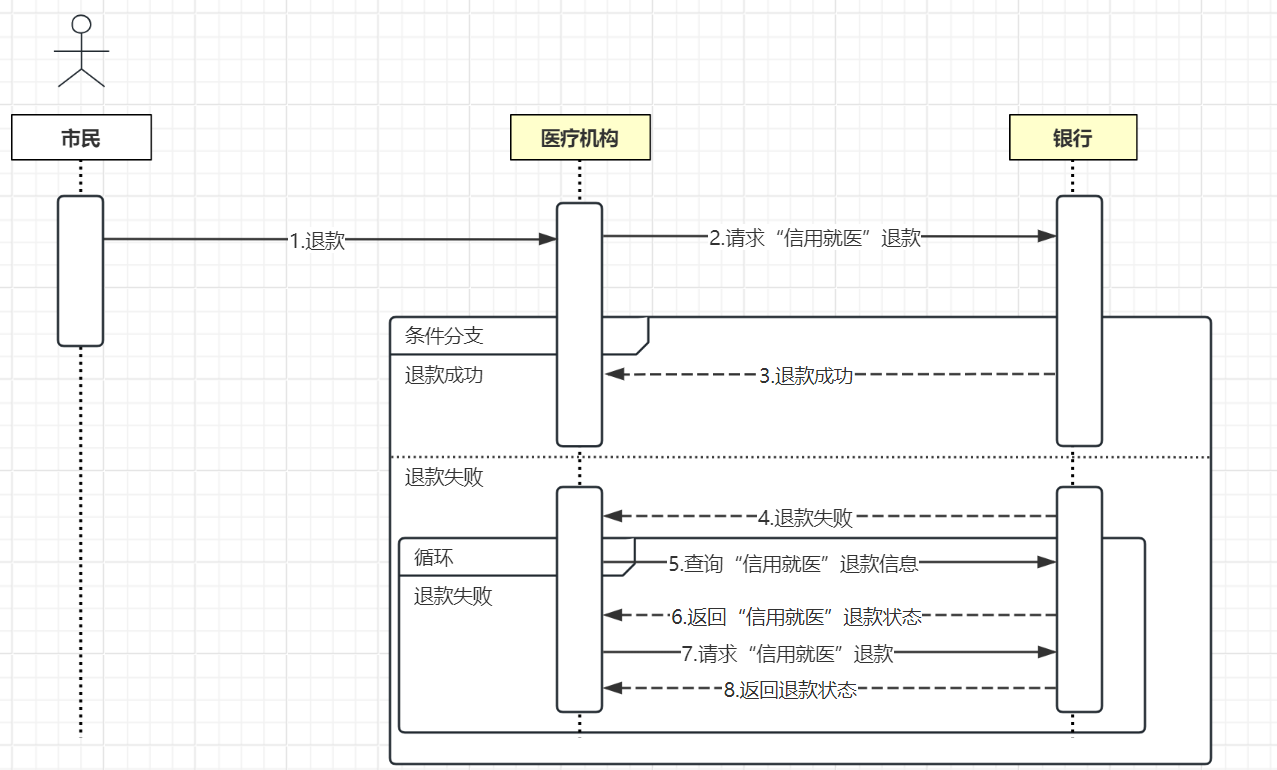 市民
医疗机构
银行
1.退款
2.请求“信用就医”退款
条件分支
退款成功
3.退款成功
退款失败
4.退款失败
循环
5.查询“信用就医”退款信息
退款失败
6.返回“信用就医”退款状态
7.请求“信用就医”退款
8.返回退款状态